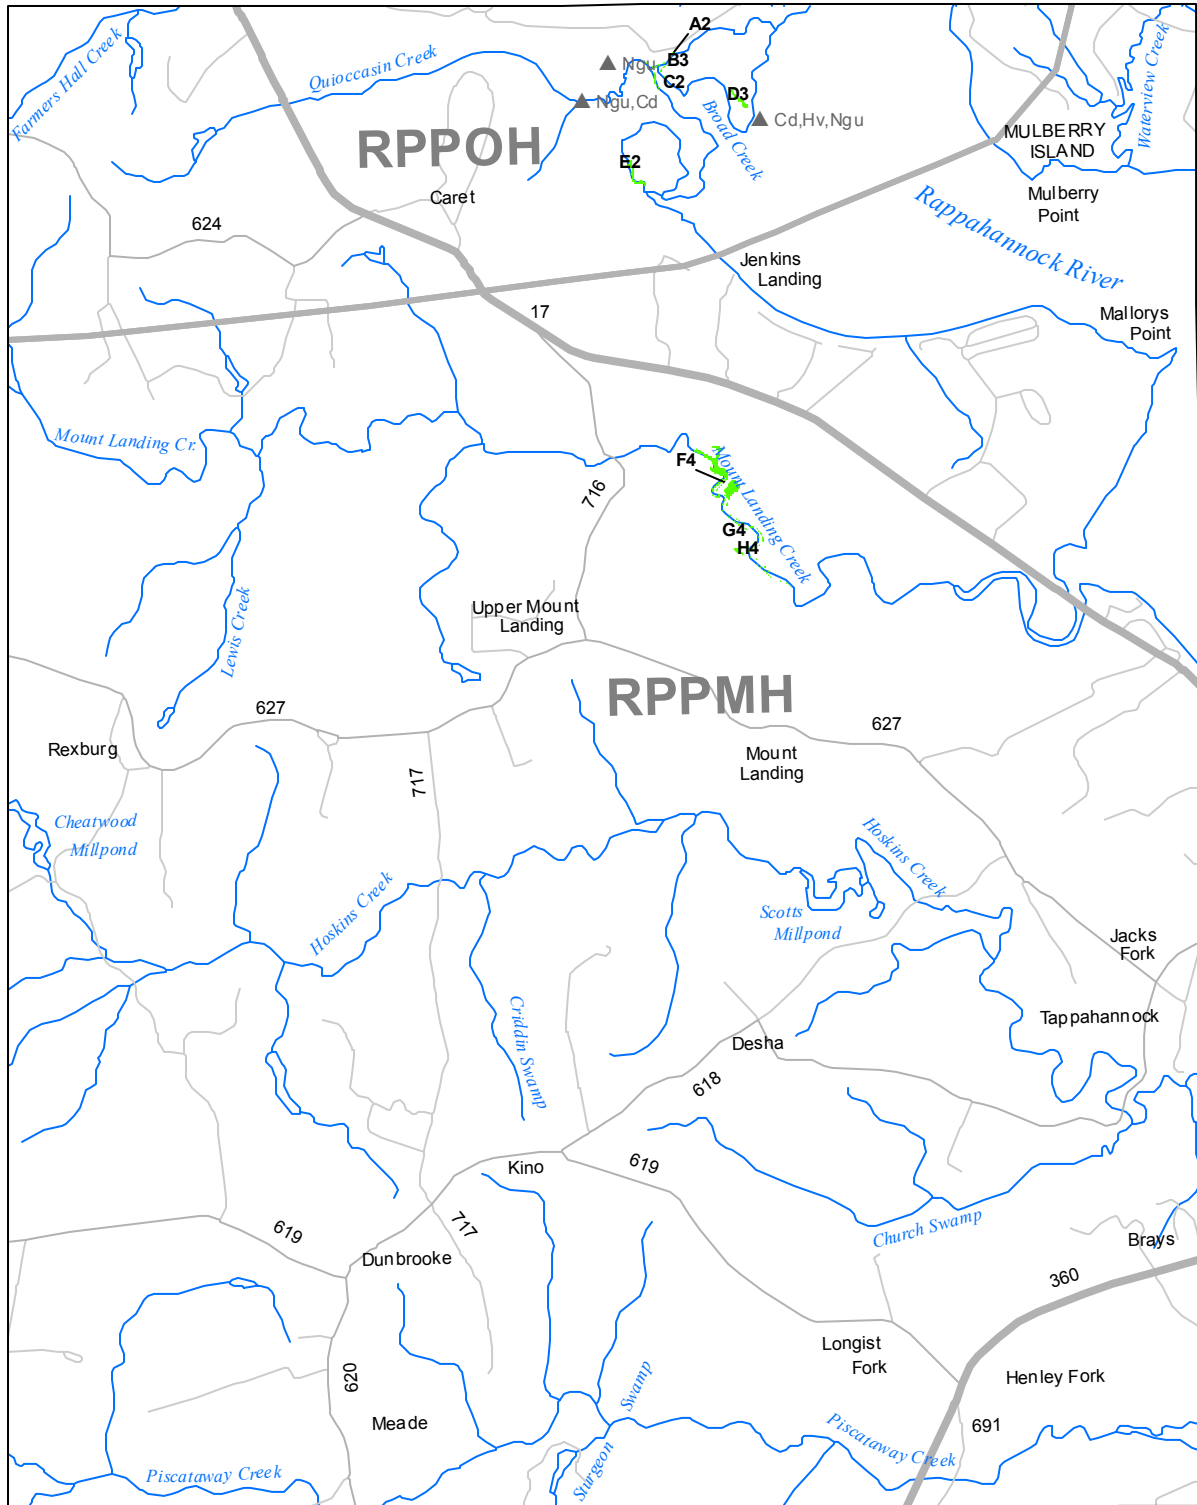 A2
Farmers Hall Creek
Quioccasin Creek
Ngu
B3
C2
D3
Waterview Creek
Ngu,Cd
Broad Creek
Cd,Hv,Ngu
MULBERRY
ISLAND
RPPOH
E2
Caret
Mulberry
Point
Rappahannock River
624
Jenkins
Landing
17
Mallorys
Point
Mount Landing Cr.
F4
Mount Landing Creek
716
G4
H4
Lewis Creek
Upper Mount
Landing
RPPMH
627
627
Rexburg
Mount
Landing
717
Cheatwood
Millpond
Hoskins Creek
Hoskins Creek
Scotts
Millpond
Jacks
Fork
Criddin Swamp
Tappahannock
Desha
618
Kino
619
619
717
Church Swamp
Brays
Dunbrooke
360
Longist
Fork
620
Henley Fork
Meade
Swamp
Sturgeon
Piscataway Creek
691
Piscataway Creek